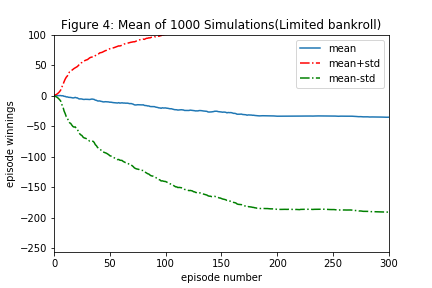 Figure 4: Mean of 1000 Simulations(Limited bankroll)
mean
mean+std
mean-std
episode winnings
100
50
0
−50
−100
−150
−200
−250
0 50 100 150 200 250 300
episode number